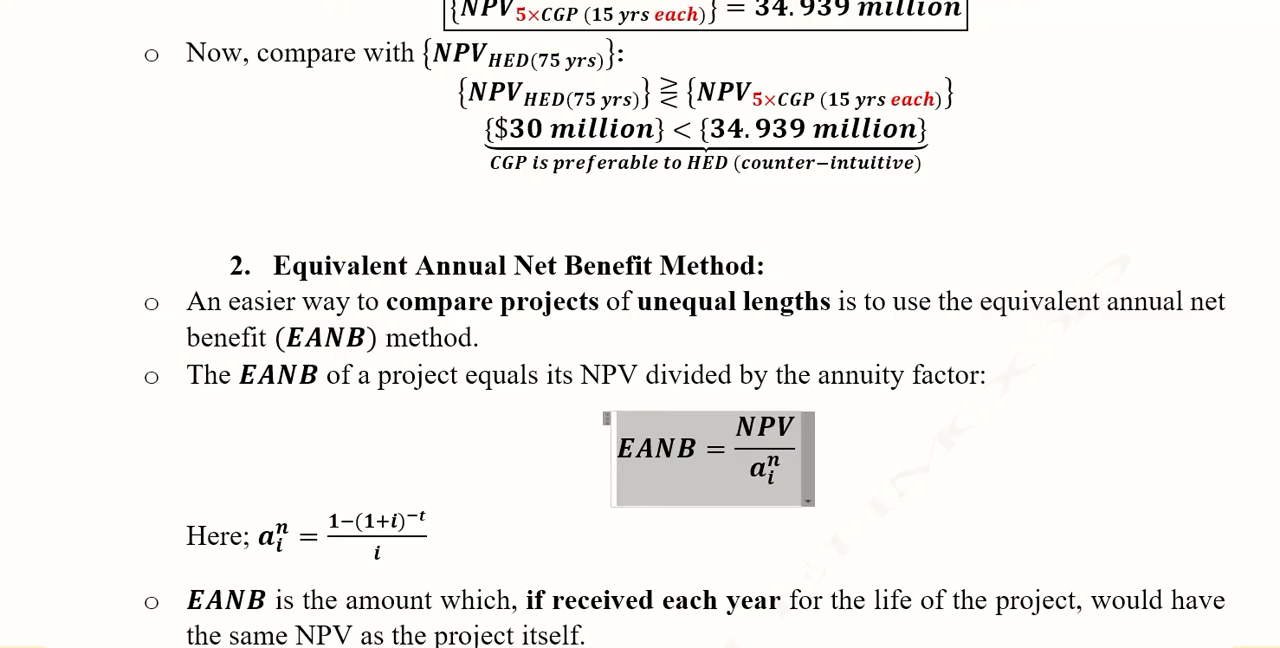 {NPV5×CGP (15 yrs each)} = 34.939 million
o Now, compare with {NPVHED(75 yrs)}:
{NPVHED(75 yrs)} ⋛ {NPV5×CGP (15 yrs each)}
{$30 million} < {34.939 million}
CGP is preferable to HED (counter−intuitive)
2. Equivalent Annual Net Benefit Method:
o An easier way to compare projects of unequal lengths is to use the equivalent annual net
benefit (EANB) method.
o The EANB of a project equals its NPV divided by the annuity factor:
EANB = NPV / aᵢⁿ
Here; aᵢⁿ = 1−(1+i)⁻ᵗ / i
o EANB is the amount which, if received each year for the life of the project, would have
the same NPV as the project itself.